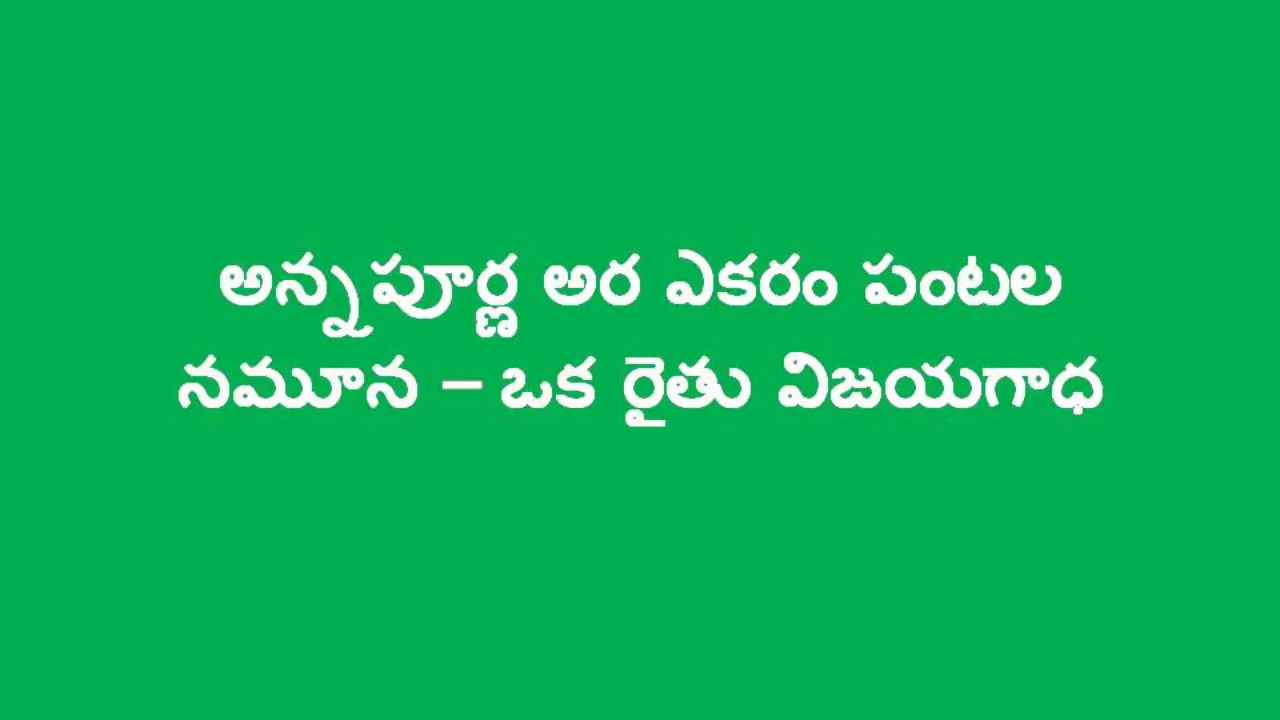 అన్నపూర్ణ అర ఎకరం పంటల
నమూన – ఒక రైతు విజయగాధ